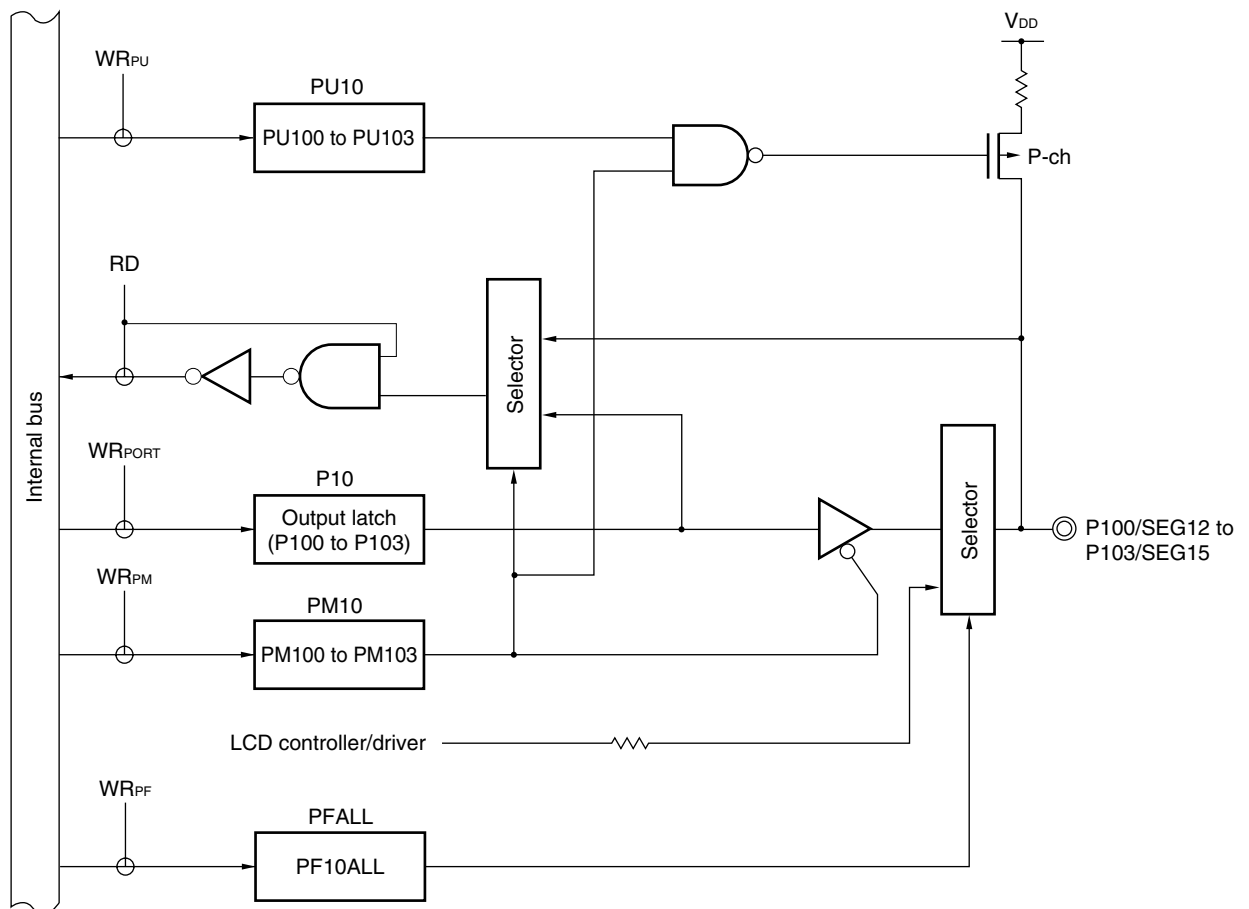 VDD
WRPU
PU10
PU100 to PU103
P-ch
RD
Selector
Internal bus
WRPORT
P10
Output latch
(P100 to P103)
Selector
P100/SEG12 to
P103/SEG15
WRPM
PM10
PM100 to PM103
LCD controller/driver
WRPF
PFALL
PF10ALL